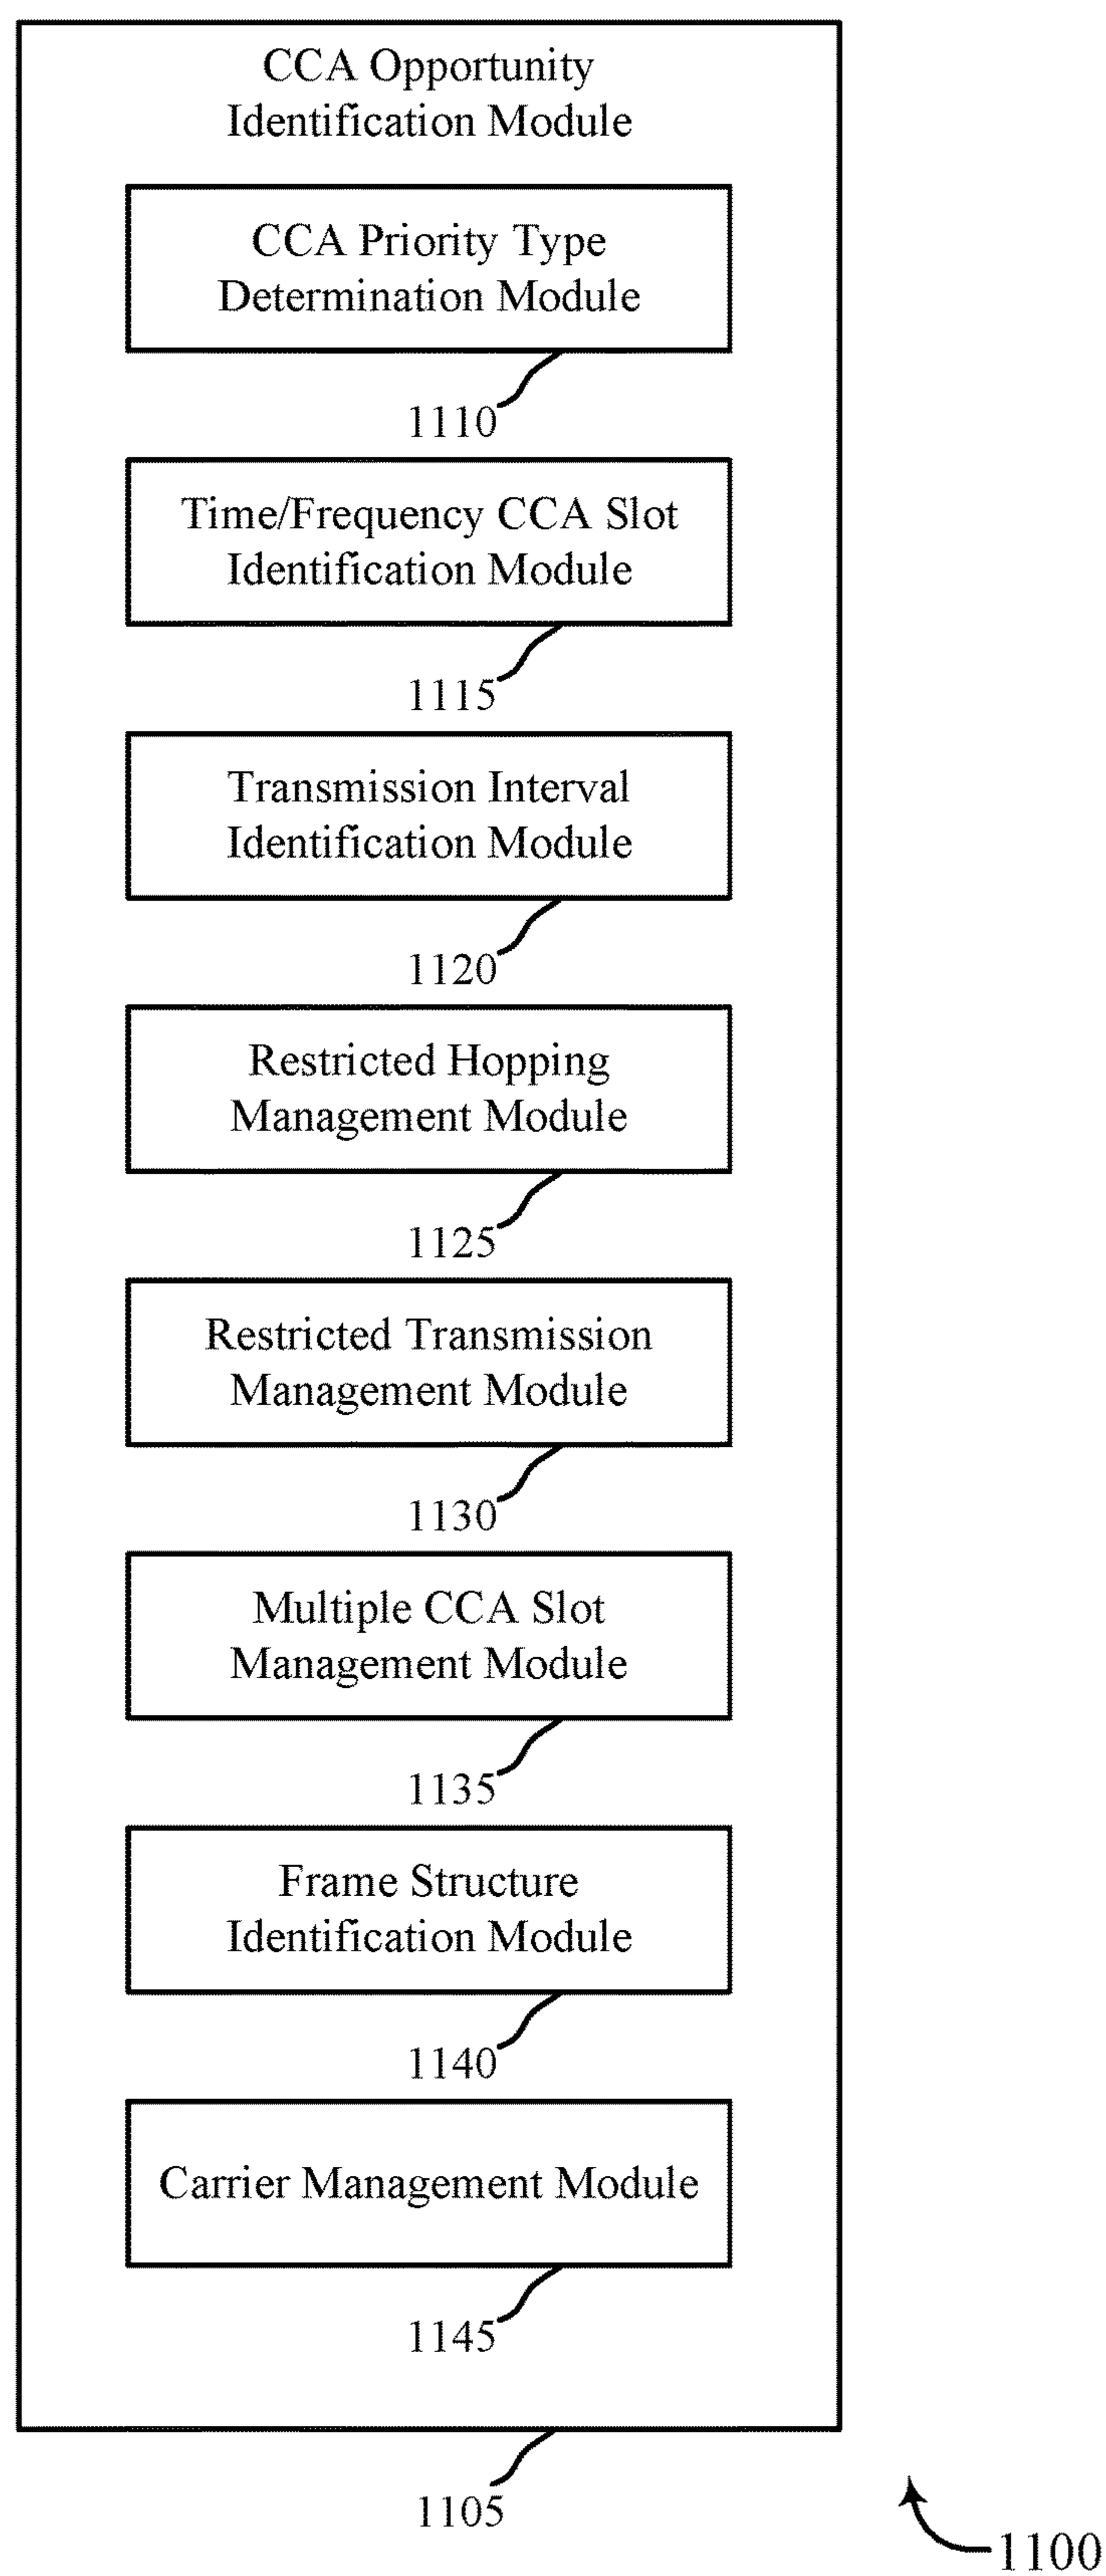 CCA Opportunity
Identification Module
CCA Priority Type
Determination Module
1110
Time/Frequency CCA Slot
Identification Module
1115
Transmission Interval
Identification Module
1120
Restricted Hopping
Management Module
1125
Restricted Transmission
Management Module
1130
Multiple CCA Slot
Management Module
1135
Frame Structure
Identification Module
1140
Carrier Management Module
1145
1105
1100